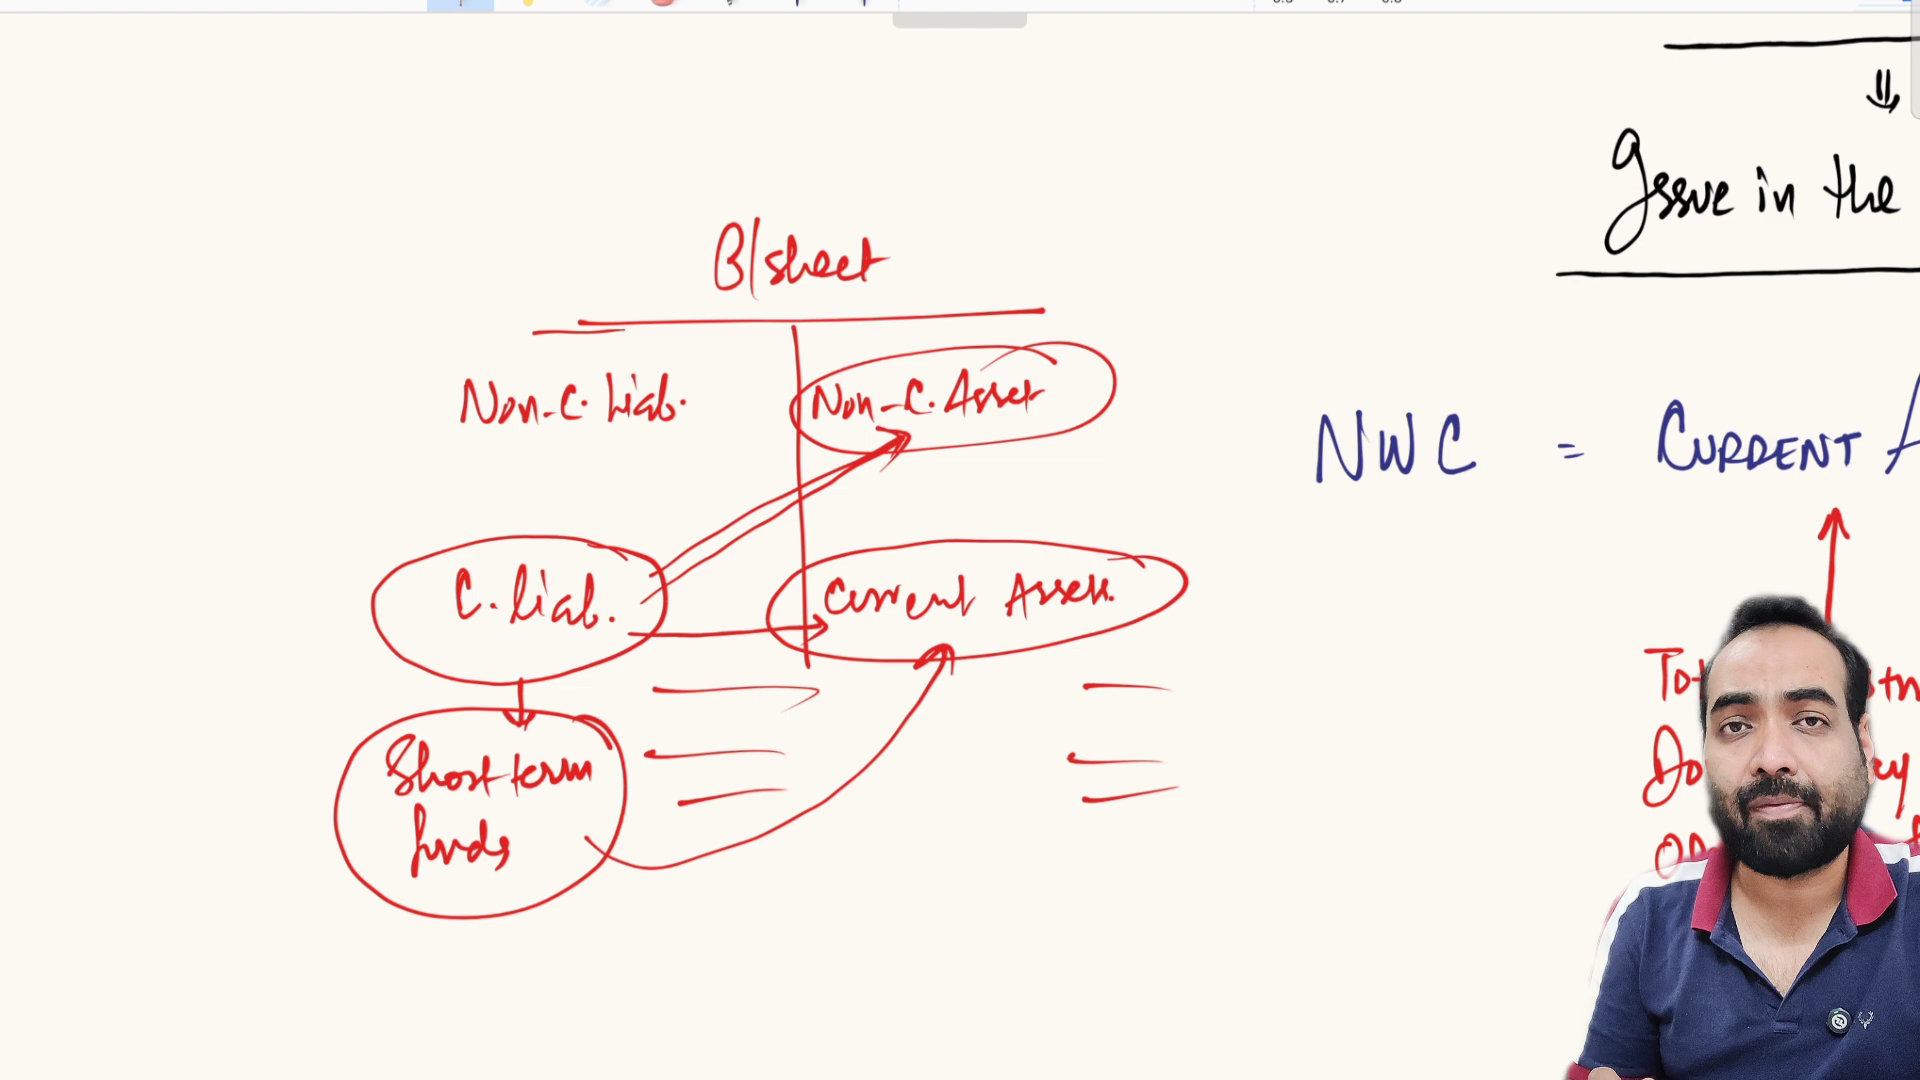 B/sheet
Non-C. Liab.
Non-C. Asset
C. Liab.
Current Assets.
Short term
funds
Issue in the
NWC = CURRENT A